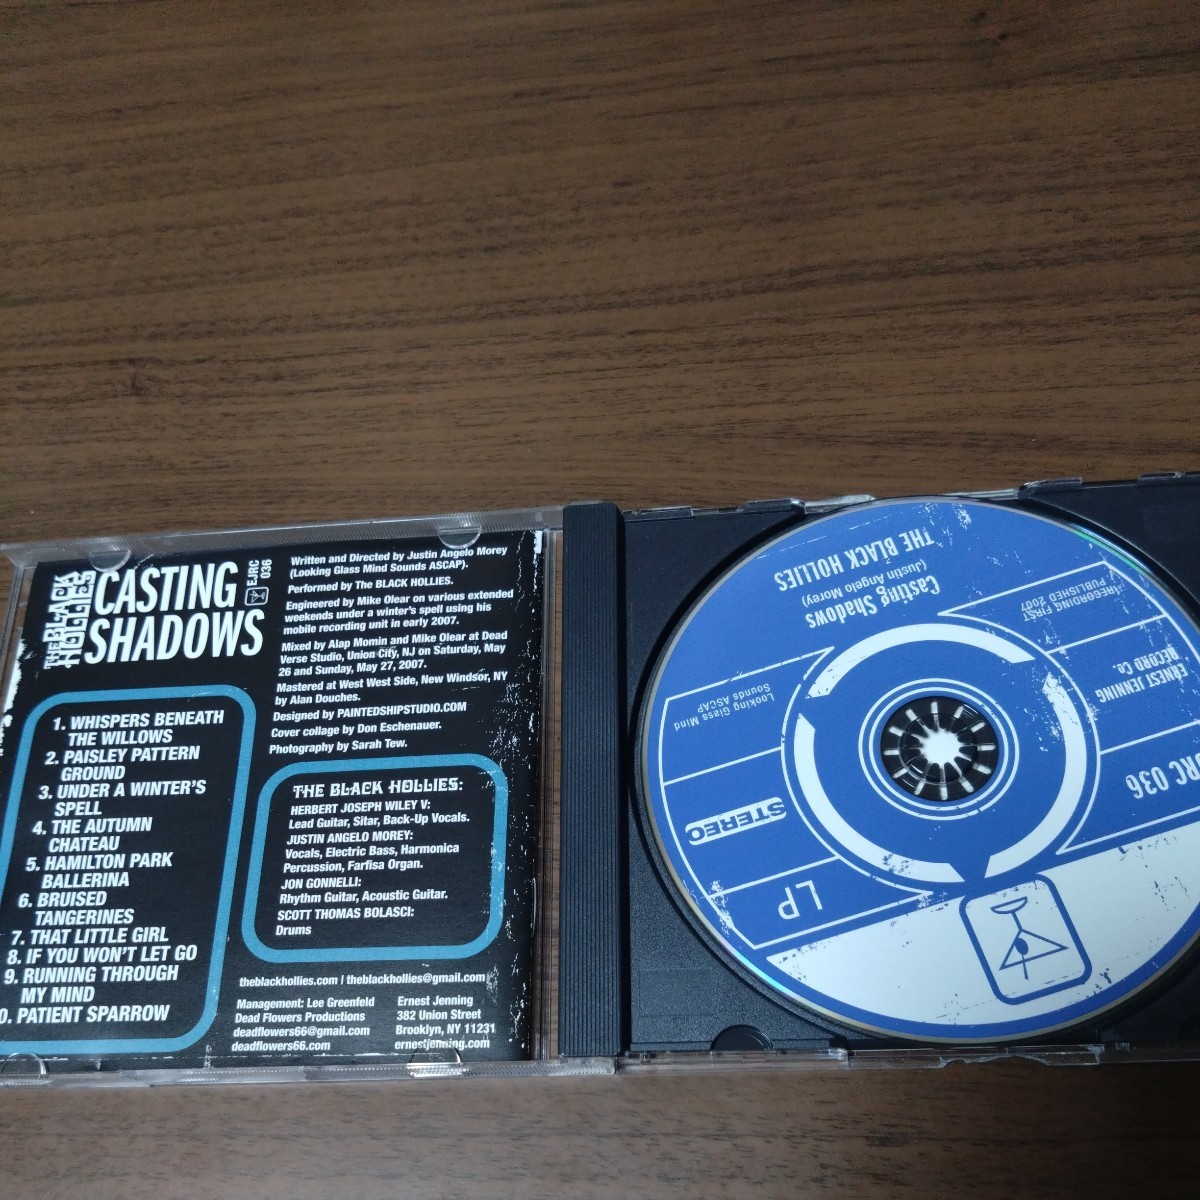 THE BLACK
HOLLIES
CASTING
SHADOWS
EJRC
036
1. WHISPERS BENEATH
THE WILLOWS
2. PAISLEY PATTERN
GROUND
3. UNDER A WINTER'S
SPELL
4. THE AUTUMN
CHATEAU
5. HAMILTON PARK
BALLERINA
6. BRUISED
TANGERINES
7. THAT LITTLE GIRL
8. IF YOU WON'T LET GO
9. RUNNING THROUGH
MY MIND
0. PATIENT SPARROW
Written and Directed by Justin Angelo Morey
(Looking Glass Mind Sounds ASCAP).
Performed by The BLACK HOLLIES.
Engineered by Mike Olear on various extended
weekends under a winter's spell using his
mobile recording unit in early 2007.
Mixed by Alap Momin and Mike Olear at Dead
Verse Studio, Union City, NJ on Saturday, May
26 and Sunday, May 27, 2007.
Mastered at West West Side, New Windsor, NY
by Alan Douches.
Designed by PAINTEDSHIPSTUDIO.COM
Cover collage by Don Eschenauer.
Photography by Sarah Tew.
THE BLACK HOLLIES:
HERBERT JOSEPH WILEY V:
Lead Guitar, Sitar, Back-Up Vocals.
JUSTIN ANGELO MOREY:
Vocals, Electric Bass, Harmonica
Percussion, Farfisa Organ.
JON GONNELLI:
Rhythm Guitar, Acoustic Guitar.
SCOTT THOMAS BOLASCI:
Drums
theblackhollies.com | theblackhollies@gmail.com
Management: Lee Greenfeld
Dead Flowers Productions
deadflowers66@gmail.com
deadflowers66.com
Ernest Jenning
382 Union Street
Brooklyn, NY 11231
ernestjenning.com
LP
STEREO
Looking Glass Mind
Sounds ASCAP
JRC 036
ERNEST JENNING
RECORD Co.
RECORDING FIRST
PUBLISHED 2007
Casting Shadows
(Justin Angelo Morey)
THE BLACK HOLLIES